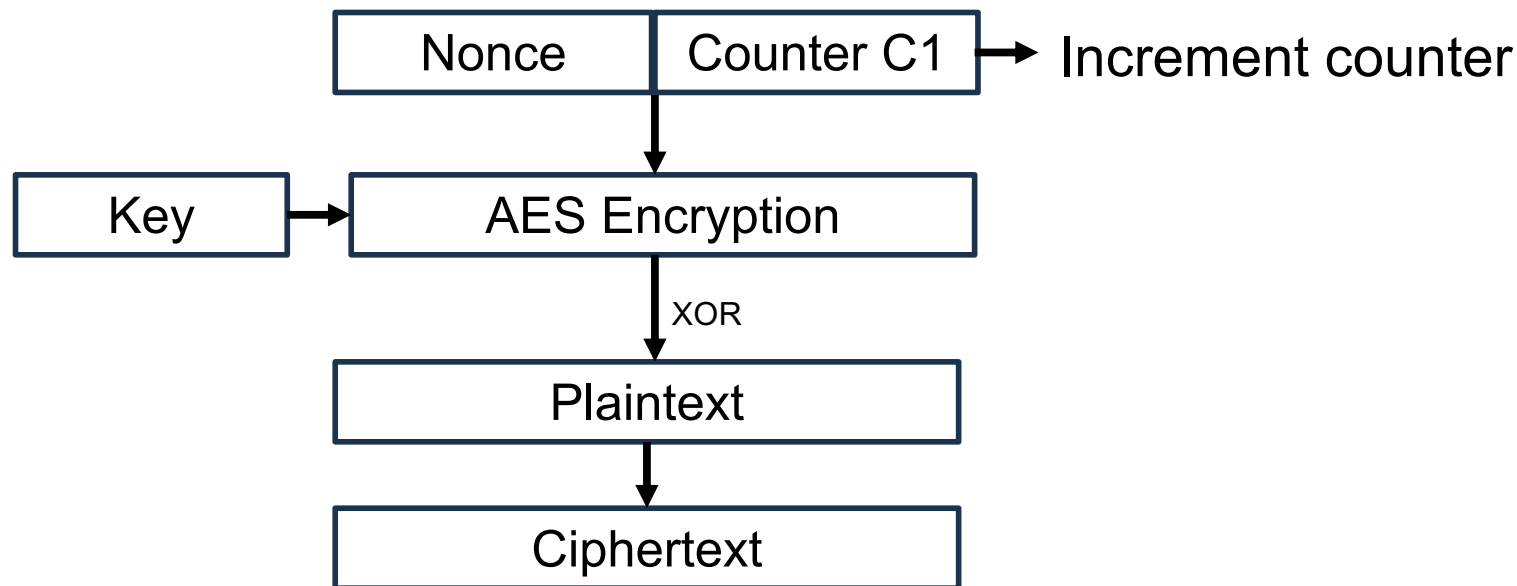 Nonce
Counter C1
Increment counter
Key
AES Encryption
XOR
Plaintext
Ciphertext